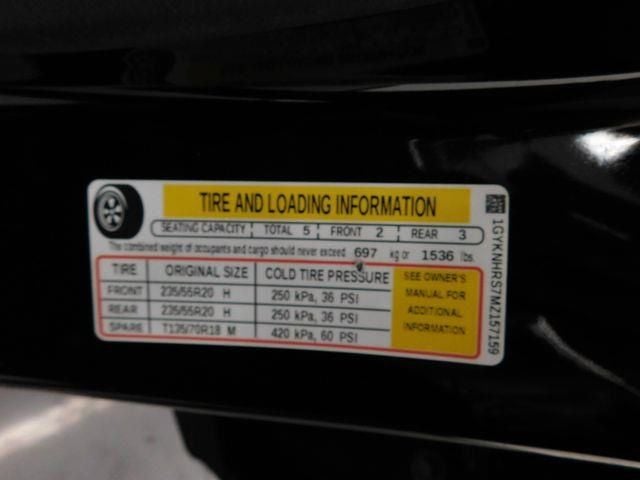 TIRE AND LOADING INFORMATION
SEATING CAPACITY TOTAL 5 FRONT 2 REAR 3
The combined weight of occupants and cargo should never exceed 697 kg or 1536 lbs.
TIRE ORIGINAL SIZE COLD TIRE PRESSURE
FRONT 235/55R20 H 250 kPa, 36 PSI
REAR 235/55R20 H 250 kPa, 36 PSI
SPARE T135/70R18 M 420 kPa, 60 PSI
SEE OWNER'S
MANUAL FOR
ADDITIONAL
INFORMATION
1GYKNHRS7MZ157159